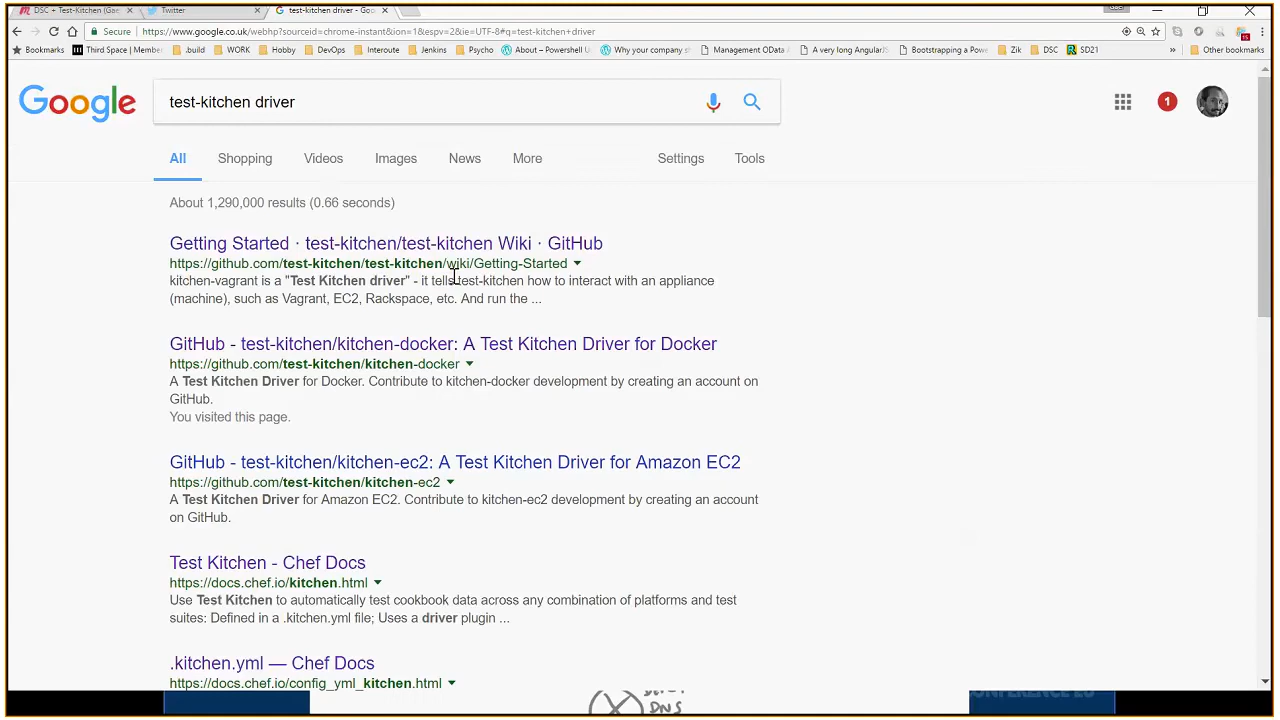 DSC + Test-Kitchen (Gae
Twitter
test-kitchen driver - Goo
Secure
https://www.google.co.uk/webhp?sourceid=chrome-instant&ion=1&espv=2&ie=UTF-8#q=test-kitchen+driver
Bookmarks
Third Space | Member
.build
WORK
Hobby
DevOps
Interoute
Jenkins
Psycho
About – Powershell U
Why your company s
Management OData
A very long AngularJS
Bootstrapping a Powe
Zik
DSC
SD21
»
Other bookmarks
Google
test-kitchen driver
1
All
Shopping
Videos
Images
News
More
Settings
Tools
About 1,290,000 results (0.66 seconds)
Getting Started · test-kitchen/test-kitchen Wiki · GitHub
https://github.com/test-kitchen/test-kitchen/wiki/Getting-Started
kitchen-vagrant is a "Test Kitchen driver" - it tells test-kitchen how to interact with an appliance
(machine), such as Vagrant, EC2, Rackspace, etc. And run the ...
GitHub - test-kitchen/kitchen-docker: A Test Kitchen Driver for Docker
https://github.com/test-kitchen/kitchen-docker
A Test Kitchen Driver for Docker. Contribute to kitchen-docker development by creating an account on
GitHub.
You visited this page.
GitHub - test-kitchen/kitchen-ec2: A Test Kitchen Driver for Amazon EC2
https://github.com/test-kitchen/kitchen-ec2
A Test Kitchen Driver for Amazon EC2. Contribute to kitchen-ec2 development by creating an account
on GitHub.
Test Kitchen - Chef Docs
https://docs.chef.io/kitchen.html
Use Test Kitchen to automatically test cookbook data across any combination of platforms and test
suites: Defined in a .kitchen.yml file; Uses a driver plugin ...
.kitchen.yml — Chef Docs
https://docs.chef.io/config_yml_kitchen.html
DNS
CONFERENCE EU